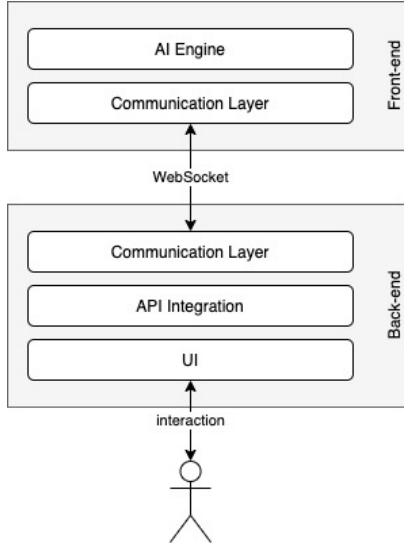 AI Engine
Communication Layer
Front-end
WebSocket
Communication Layer
API Integration
UI
Back-end
interaction